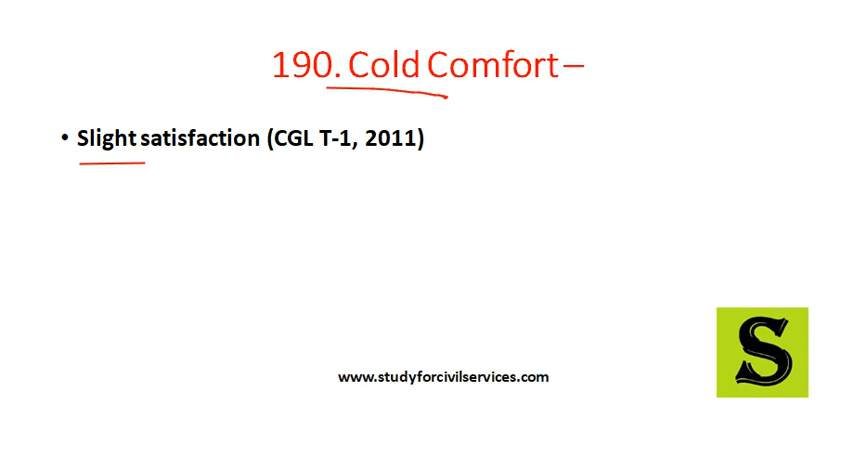 190. Cold Comfort –
• Slight satisfaction (CGL T-1, 2011)
S
www.studyforcivilservices.com